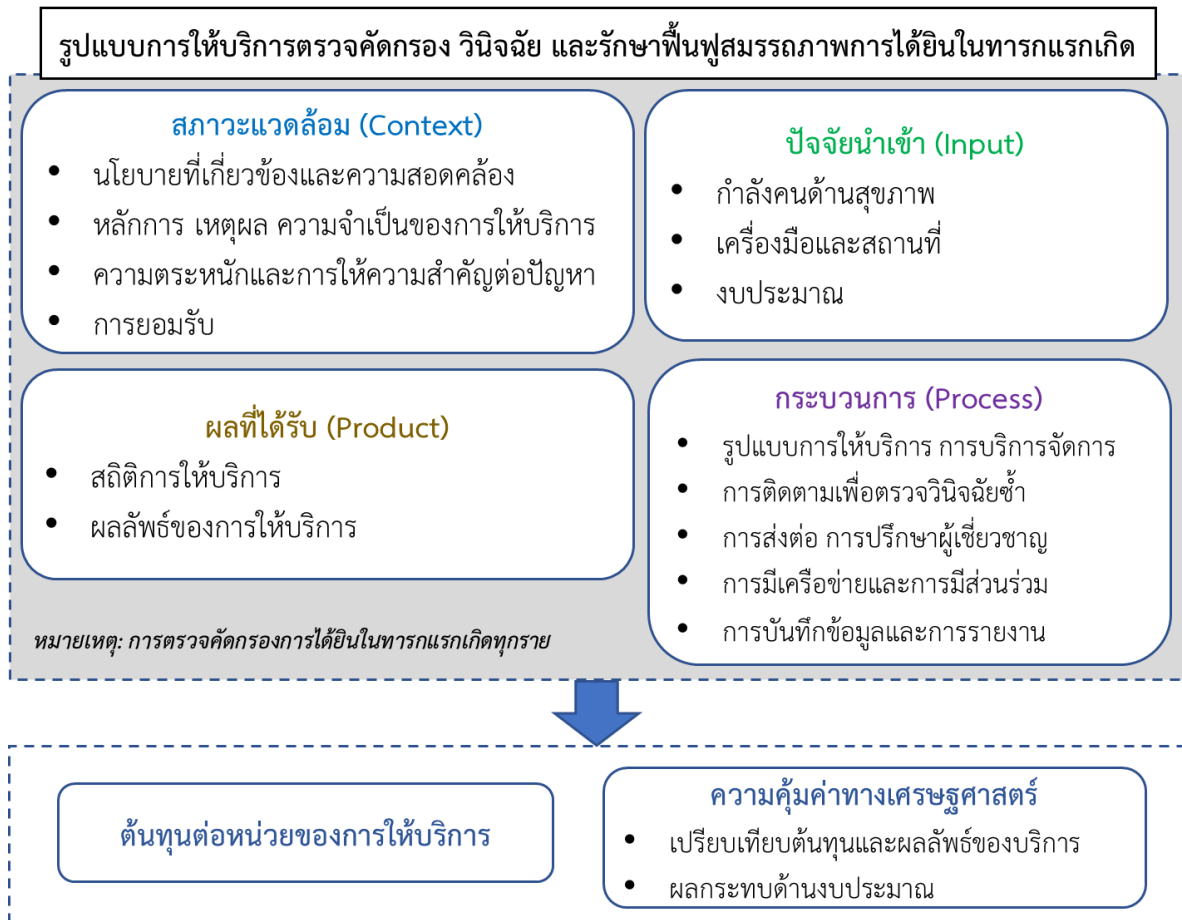 รูปแบบการให้บริการตรวจคัดกรอง วินิจฉัย และรักษาฟื้นฟูสมรรถภาพการได้ยินในทารกแรกเกิด
สภาวะแวดล้อม (Context)
• นโยบายที่เกี่ยวข้องและความสอดคล้อง
• หลักการ เหตุผล ความจำเป็นของการให้บริการ
• ความตระหนักและการให้ความสำคัญต่อปัญหา
• การยอมรับ
ปัจจัยนำเข้า (Input)
• กำลังคนด้านสุขภาพ
• เครื่องมือและสถานที่
• งบประมาณ
ผลที่ได้รับ (Product)
• สถิติการให้บริการ
• ผลลัพธ์ของการให้บริการ
กระบวนการ (Process)
• รูปแบบการให้บริการ การบริการจัดการ
• การติดตามเพื่อตรวจวินิจฉัยซ้ำ
• การส่งต่อ การปรึกษาผู้เชี่ยวชาญ
• การมีเครือข่ายและการมีส่วนร่วม
• การบันทึกข้อมูลและการรายงาน
หมายเหตุ: การตรวจคัดกรองการได้ยินในทารกแรกเกิดทุกราย
ต้นทุนต่อหน่วยของการให้บริการ
ความคุ้มค่าทางเศรษฐศาสตร์
• เปรียบเทียบต้นทุนและผลลัพธ์ของบริการ
• ผลกระทบด้านงบประมาณ